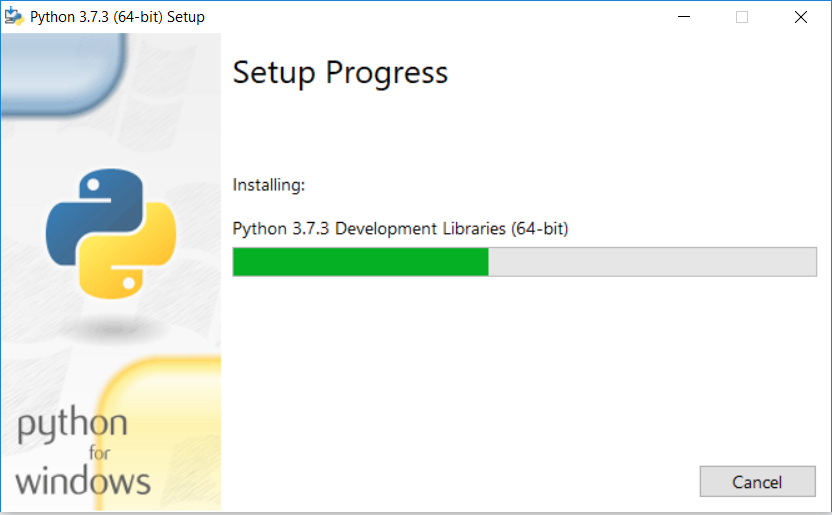 Python 3.7.3 (64-bit) Setup
Setup Progress
Installing:
Python 3.7.3 Development Libraries (64-bit)
python
for
windows
Cancel